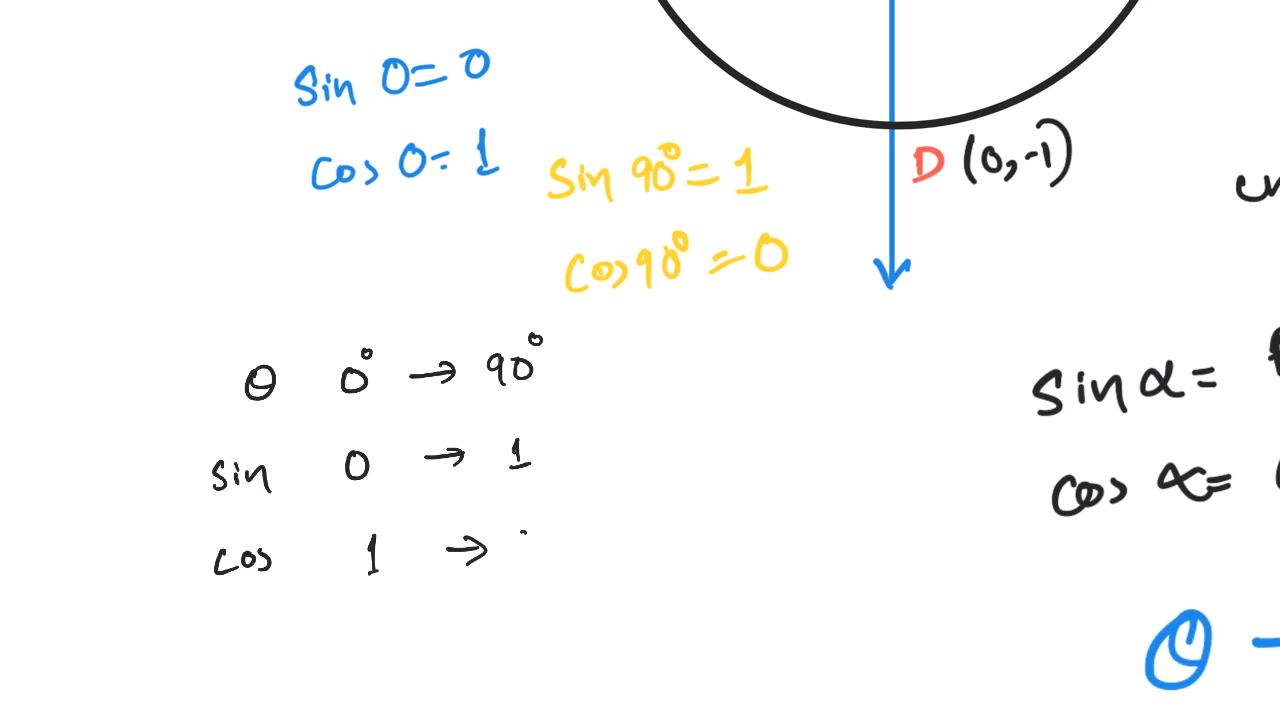 sin 0=0
cos 0=1
sin 90°=1
cos 90°=0
D (0,-1)
θ 0° → 90°
sin 0 → 1
cos 1 →
sin α=
cos α=
θ -